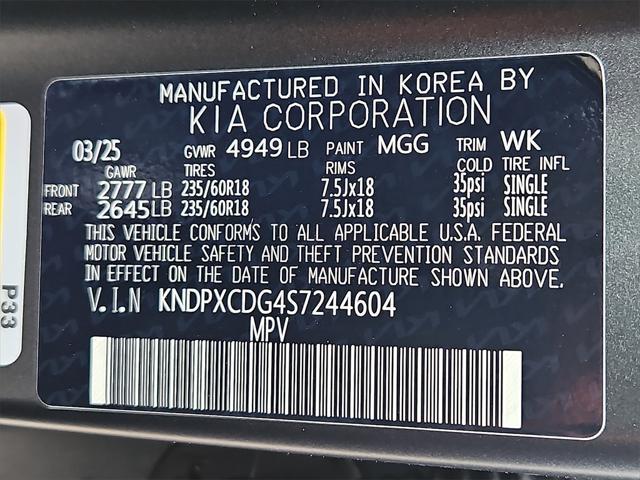 MANUFACTURED IN KOREA BY
KIA CORPORATION
03/25 GVWR 4949 LB PAINT MGG TRIM WK
GAWR TIRES RIMS COLD TIRE INFL
FRONT 2777 LB 235/60R18 7.5Jx18 35psi SINGLE
REAR 2645 LB 235/60R18 7.5Jx18 35psi SINGLE
THIS VEHICLE CONFORMS TO ALL APPLICABLE U.S.A. FEDERAL
MOTOR VEHICLE SAFETY AND THEFT PREVENTION STANDARDS
IN EFFECT ON THE DATE OF MANUFACTURE SHOWN ABOVE.
V.I.N KNDPXCDG4S7244604
MPV
P33